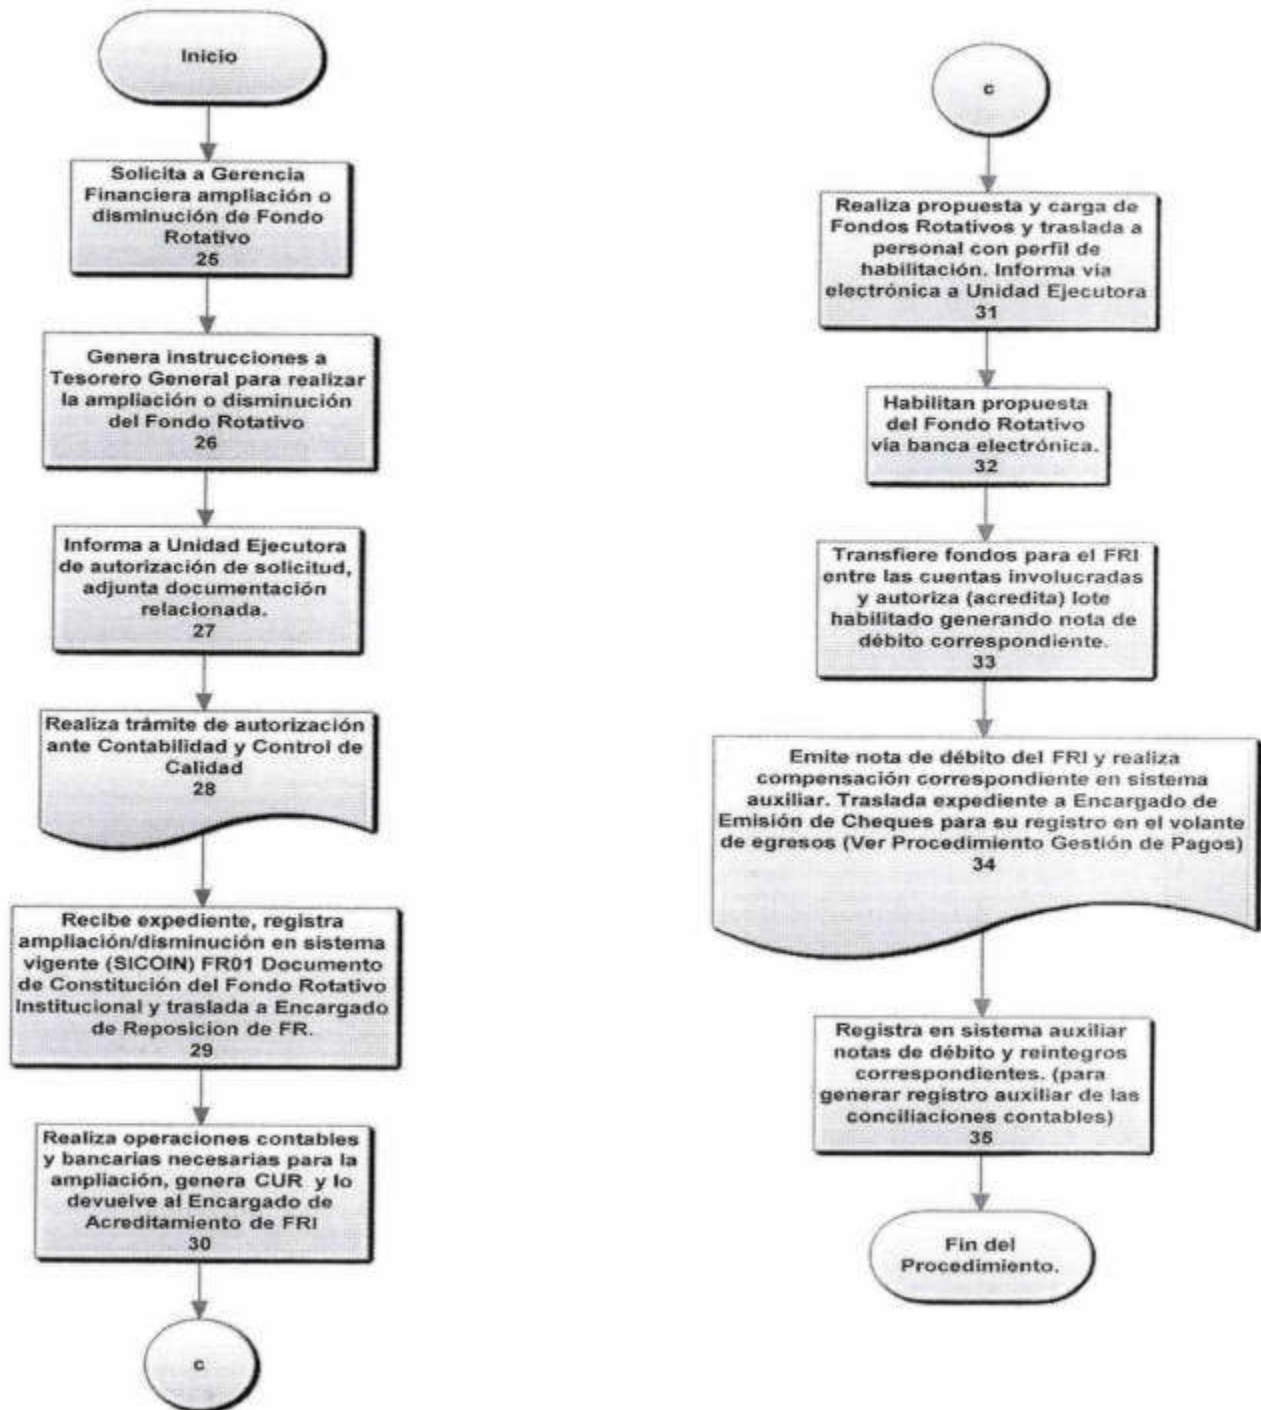 Inicio
Solicita a Gerencia
Financiera ampliación o
disminución de Fondo
Rotativo
25
Genera instrucciones a
Tesorero General para realizar
la ampliación o disminución
del Fondo Rotativo
26
Informa a Unidad Ejecutora
de autorización de solicitud,
adjunta documentación
relacionada.
27
Realiza trámite de autorización
ante Contabilidad y Control de
Calidad
28
Recibe expediente, registra
ampliación/disminución en sistema
vigente (SICOIN) FR01 Documento
de Constitución del Fondo Rotativo
Institucional y traslada a Encargado
de Reposicion de FR.
29
Realiza operaciones contables
y bancarias necesarias para la
ampliación, genera CUR y lo
devuelve al Encargado de
Acreditamiento de FRI
30
c
c
Realiza propuesta y carga de
Fondos Rotativos y traslada a
personal con perfil de
habilitación. Informa vía
electrónica a Unidad Ejecutora
31
Habilitan propuesta
del Fondo Rotativo
vía banca electrónica.
32
Transfiere fondos para el FRI
entre las cuentas involucradas
y autoriza (acredita) lote
habilitado generando nota de
débito correspondiente.
33
Emite nota de débito del FRI y realiza
compensación correspondiente en sistema
auxiliar. Traslada expediente a Encargado de
Emisión de Cheques para su registro en el volante
de egresos (Ver Procedimiento Gestión de Pagos)
34
Registra en sistema auxiliar
notas de débito y reintegros
correspondientes. (para
generar registro auxiliar de las
conciliaciones contables)
35
Fin del
Procedimiento.